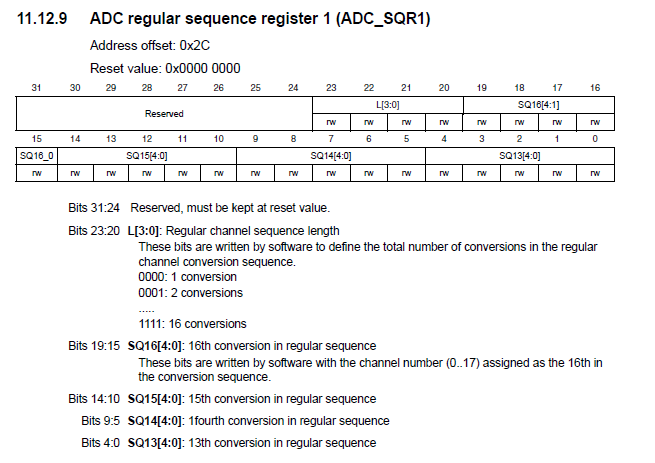 11.12.9 ADC regular sequence register 1 (ADC_SQR1)
Address offset: 0x2C
Reset value: 0x0000 0000
31 30 29 28 27 26 25 24 23 22 21 20 19 18 17 16
Reserved L[3:0] SQ16[4:1]
rw rw rw rw rw rw rw rw
15 14 13 12 11 10 9 8 7 6 5 4 3 2 1 0
SQ16_0 SQ15[4:0] SQ14[4:0] SQ13[4:0]
rw rw rw rw rw rw rw rw rw rw rw rw rw rw rw rw
Bits 31:24 Reserved, must be kept at reset value.
Bits 23:20 L[3:0]: Regular channel sequence length
These bits are written by software to define the total number of conversions in the regular
channel conversion sequence.
0000: 1 conversion
0001: 2 conversions
.....
1111: 16 conversions
Bits 19:15 SQ16[4:0]: 16th conversion in regular sequence
These bits are written by software with the channel number (0..17) assigned as the 16th in
the conversion sequence.
Bits 14:10 SQ15[4:0]: 15th conversion in regular sequence
Bits 9:5 SQ14[4:0]: 1fourth conversion in regular sequence
Bits 4:0 SQ13[4:0]: 13th conversion in regular sequence